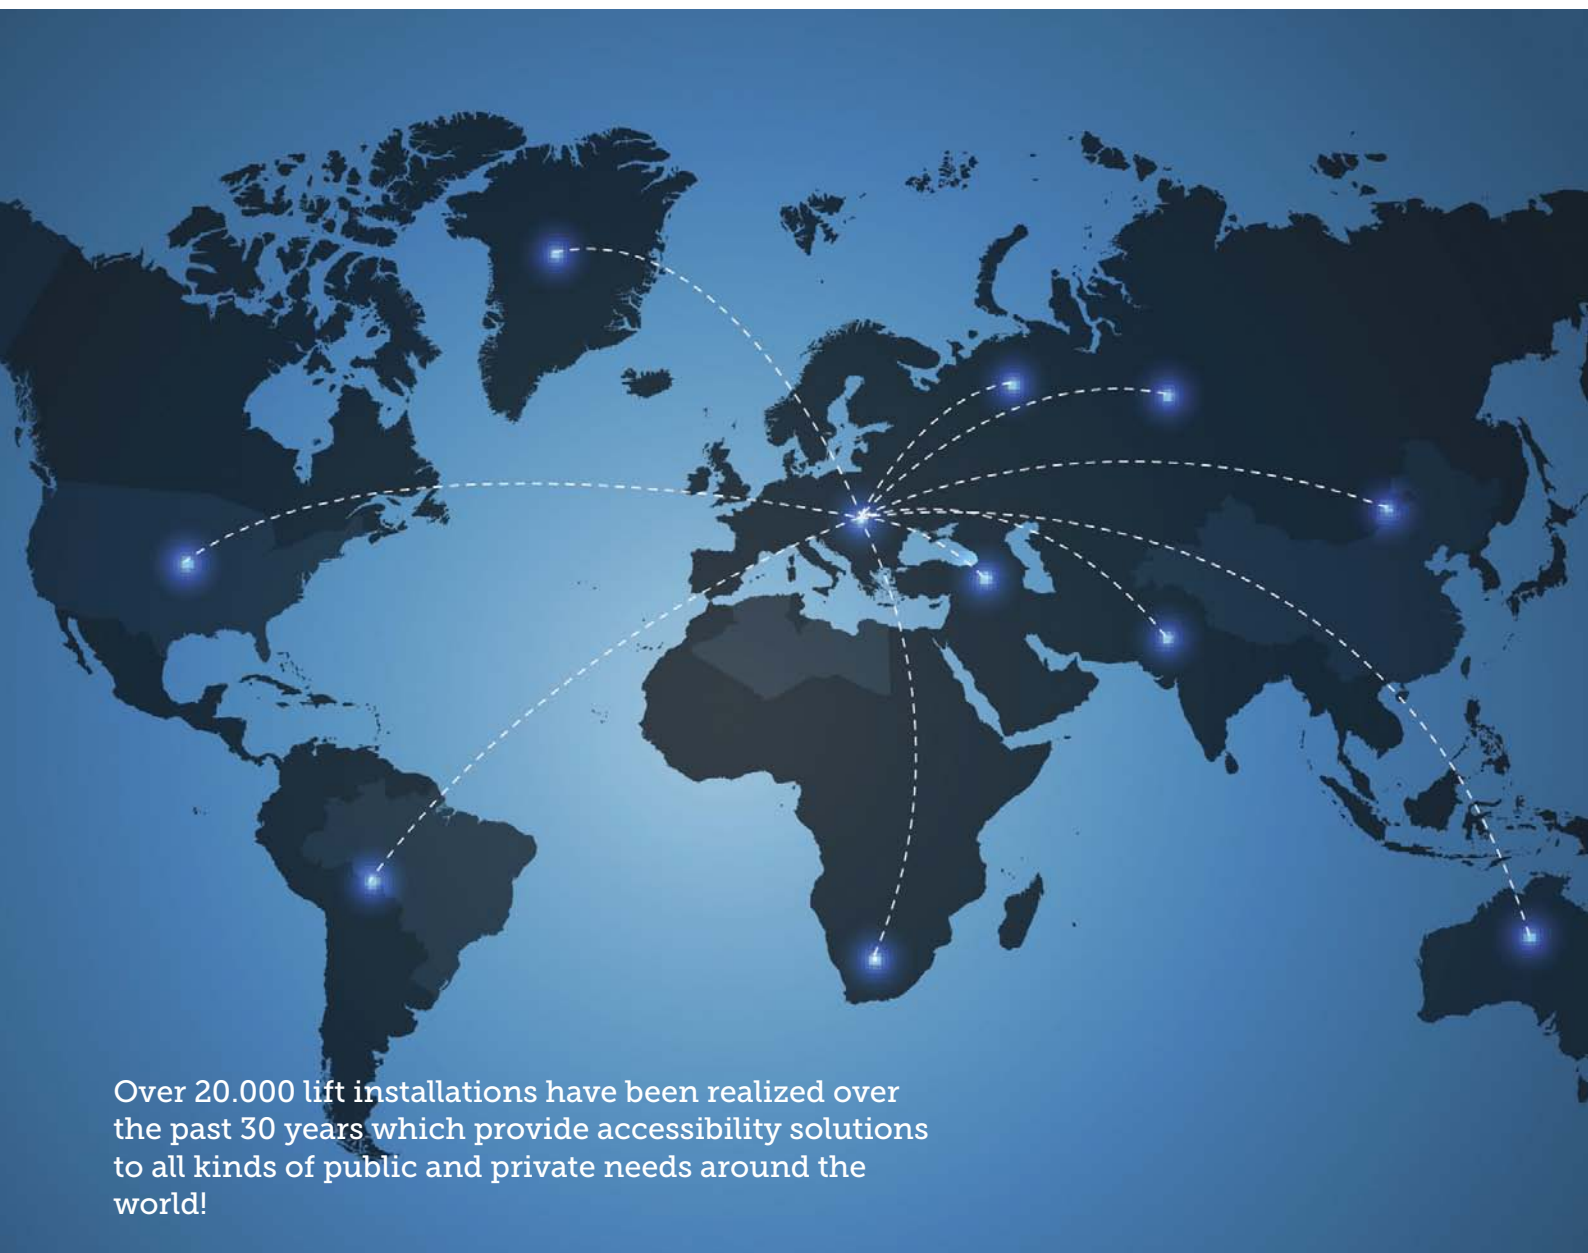 Over 20.000 lift installations have been realized over
the past 30 years which provide accessibility solutions
to all kinds of public and private needs around the
world!